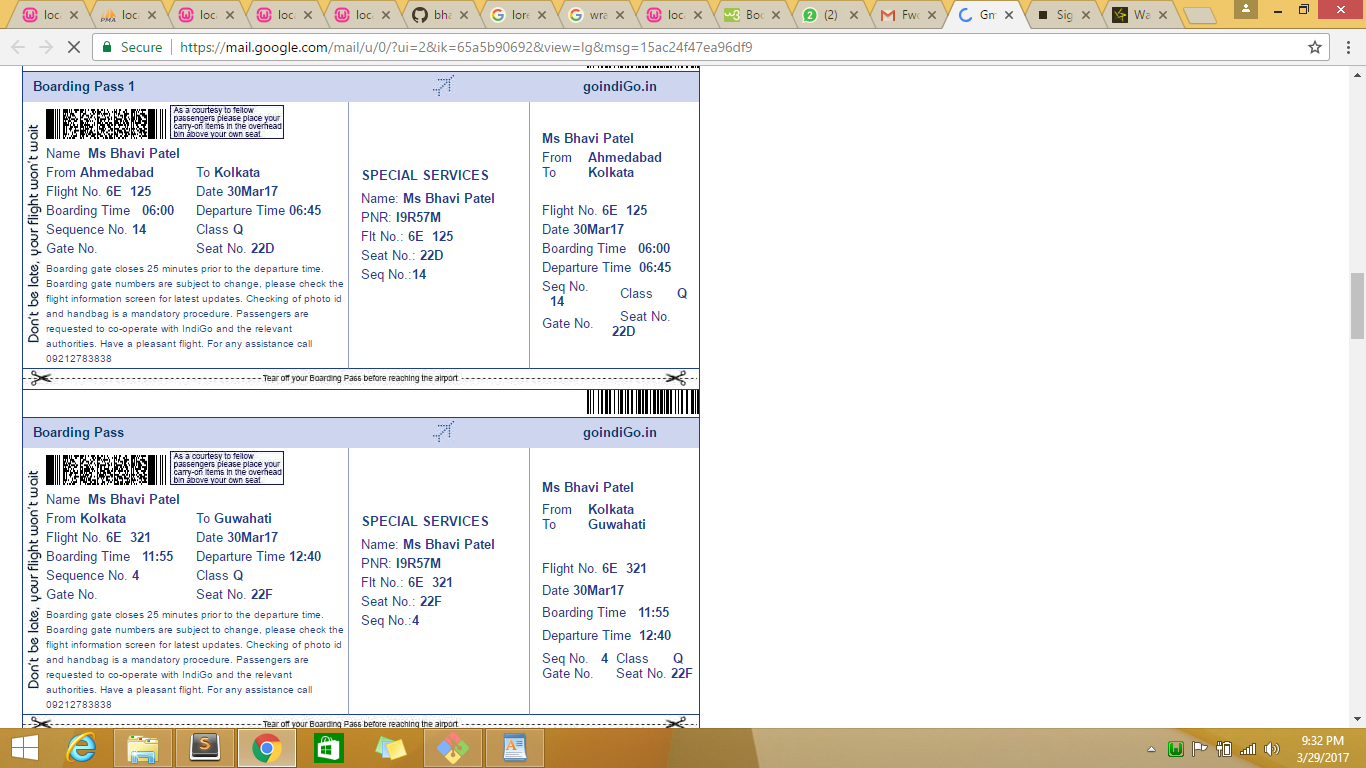 loca
loca
loca
loca
loca
bha
lore
wra
loca
Boo
(2)
Fwd
Gm
Sig
Wa
Secure
https://mail.google.com/mail/u/0/?ui=2&ik=65a5b90692&view=lg&msg=15ac24f47ea96df9
Boarding Pass 1
goindiGo.in
Don't be late, your flight won't wait
As a courtesy to fellow
passengers please place your
carry-on items in the overhead
bin above your own seat
Name Ms Bhavi Patel
From Ahmedabad To Kolkata
Flight No. 6E 125 Date 30Mar17
Boarding Time 06:00 Departure Time 06:45
Sequence No. 14 Class Q
Gate No. Seat No. 22D
Boarding gate closes 25 minutes prior to the departure time.
Boarding gate numbers are subject to change, please check the
flight information screen for latest updates. Checking of photo id
and handbag is a mandatory procedure. Passengers are
requested to co-operate with IndiGo and the relevant
authorities. Have a pleasant flight. For any assistance call
09212783838
SPECIAL SERVICES
Name: Ms Bhavi Patel
PNR: I9R57M
Flt No.: 6E 125
Seat No.: 22D
Seq No.:14
Ms Bhavi Patel
From Ahmedabad
To Kolkata
Flight No. 6E 125
Date 30Mar17
Boarding Time 06:00
Departure Time 06:45
Seq No.
14
Class Q
Gate No.
Seat No.
22D
Tear off your Boarding Pass before reaching the airport
Boarding Pass
goindiGo.in
Don't be late, your flight won't wait
As a courtesy to fellow
passengers please place your
carry-on items in the overhead
bin above your own seat
Name Ms Bhavi Patel
From Kolkata To Guwahati
Flight No. 6E 321 Date 30Mar17
Boarding Time 11:55 Departure Time 12:40
Sequence No. 4 Class Q
Gate No. Seat No. 22F
Boarding gate closes 25 minutes prior to the departure time.
Boarding gate numbers are subject to change, please check the
flight information screen for latest updates. Checking of photo id
and handbag is a mandatory procedure. Passengers are
requested to co-operate with IndiGo and the relevant
authorities. Have a pleasant flight. For any assistance call
09212783838
SPECIAL SERVICES
Name: Ms Bhavi Patel
PNR: I9R57M
Flt No.: 6E 321
Seat No.: 22F
Seq No.:4
Ms Bhavi Patel
From Kolkata
To Guwahati
Flight No. 6E 321
Date 30Mar17
Boarding Time 11:55
Departure Time 12:40
Seq No. 4 Class Q
Gate No. Seat No. 22F
Tear off your Boarding Pass before reaching the airport
9:32 PM
3/29/2017